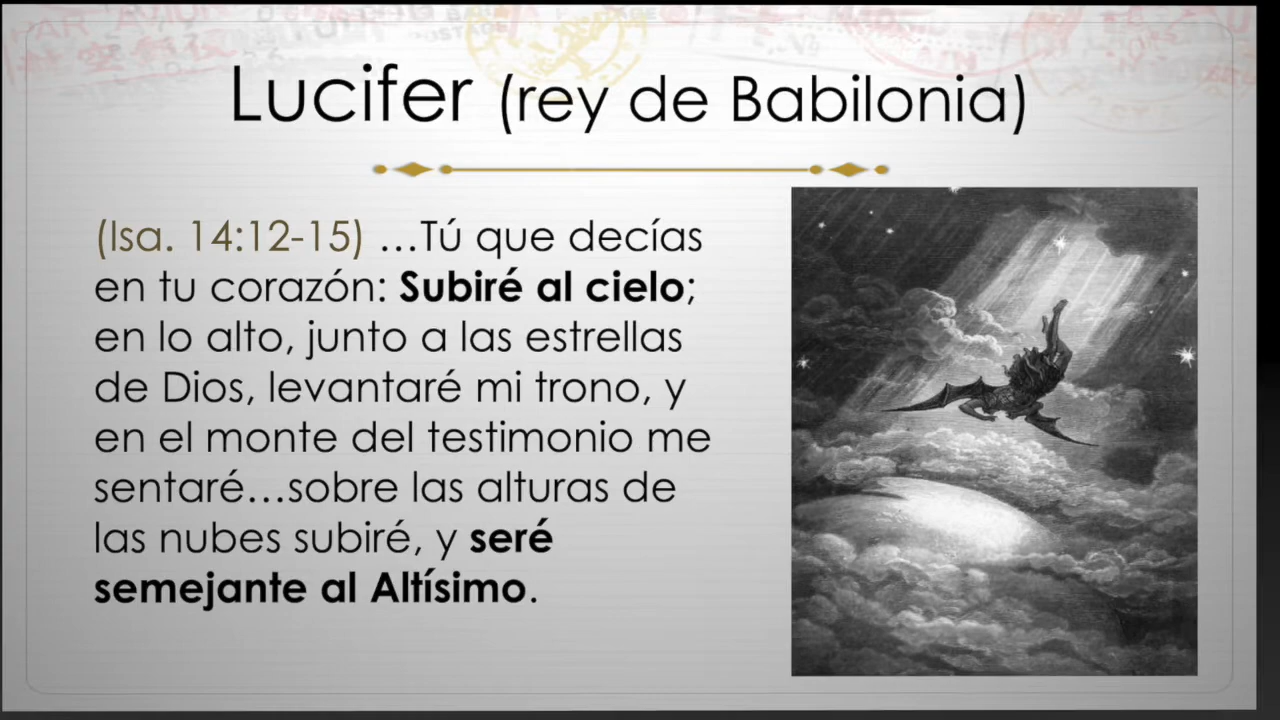 Lucifer (rey de Babilonia)
(Isa. 14:12-15) …Tú que decías
en tu corazón: Subiré al cielo;
en lo alto, junto a las estrellas
de Dios, levantaré mi trono, y
en el monte del testimonio me
sentaré…sobre las alturas de
las nubes subiré, y seré
semejante al Altísimo.